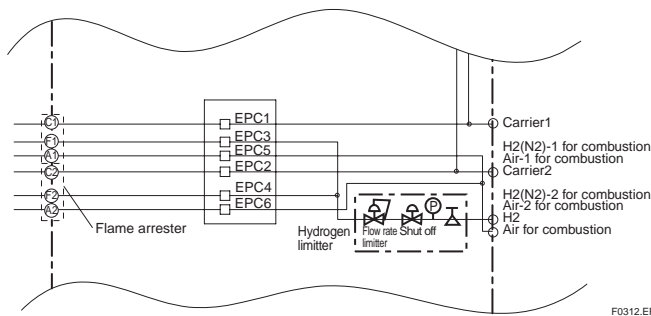 C1
EPC1
Carrier1
F1
EPC3
H2(N2)-1 for combustion
A1
EPC5
Air-1 for combustion
C2
EPC2
Carrier2
F2
EPC4
H2(N2)-2 for combustion
A2
EPC6
Air-2 for combustion
P
H2
Flame arrester
Hydrogen
limitter
Flow rate
limitter
Shut off
Air for combustion
F0312.EI